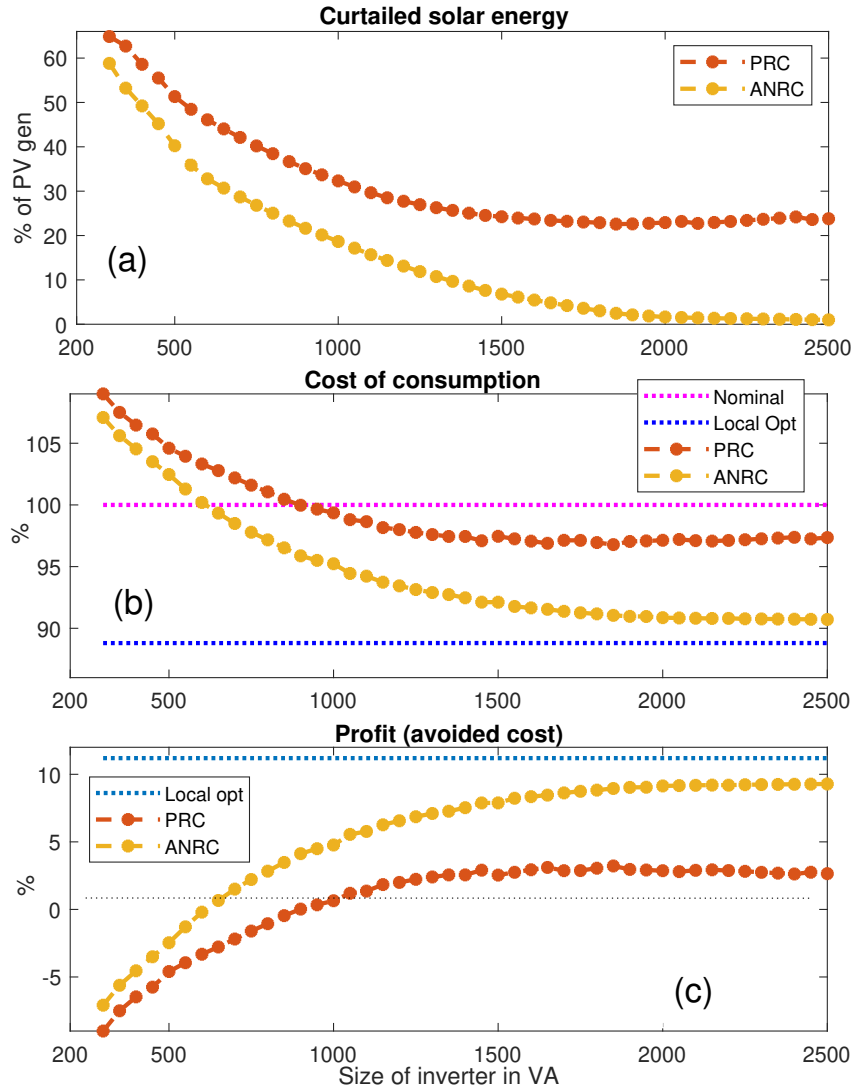 Curtailed solar energy
% of PV gen
60
50
40
30
20
10
0
PRC
ANRC
(a)
200 500 1000 1500 2000 2500
Cost of consumption
%
105
100
95
90
Nominal
Local Opt
PRC
ANRC
(b)
200 500 1000 1500 2000 2500
Profit (avoided cost)
%
10
5
0
-5
Local opt
PRC
ANRC
(c)
200 500 1000 1500 2000 2500
Size of inverter in VA